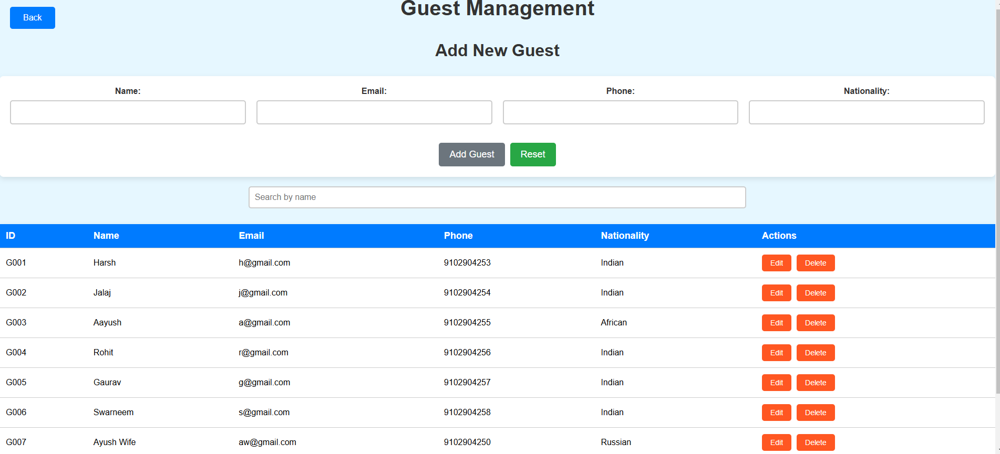 Back
Guest Management
Add New Guest
Name: Email: Phone: Nationality:
Add Guest Reset
Search by name
ID Name Email Phone Nationality Actions
G001 Harsh h@gmail.com 9102904253 Indian Edit Delete
G002 Jalaj j@gmail.com 9102904254 Indian Edit Delete
G003 Aayush a@gmail.com 9102904255 African Edit Delete
G004 Rohit r@gmail.com 9102904256 Indian Edit Delete
G005 Gaurav g@gmail.com 9102904257 Indian Edit Delete
G006 Swarneem s@gmail.com 9102904258 Indian Edit Delete
G007 Ayush Wife aw@gmail.com 9102904250 Russian Edit Delete